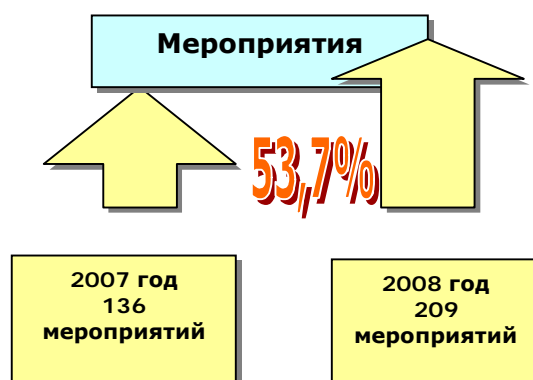 Мероприятия
53,7%
2007 год
136
мероприятий
2008 год
209
мероприятий